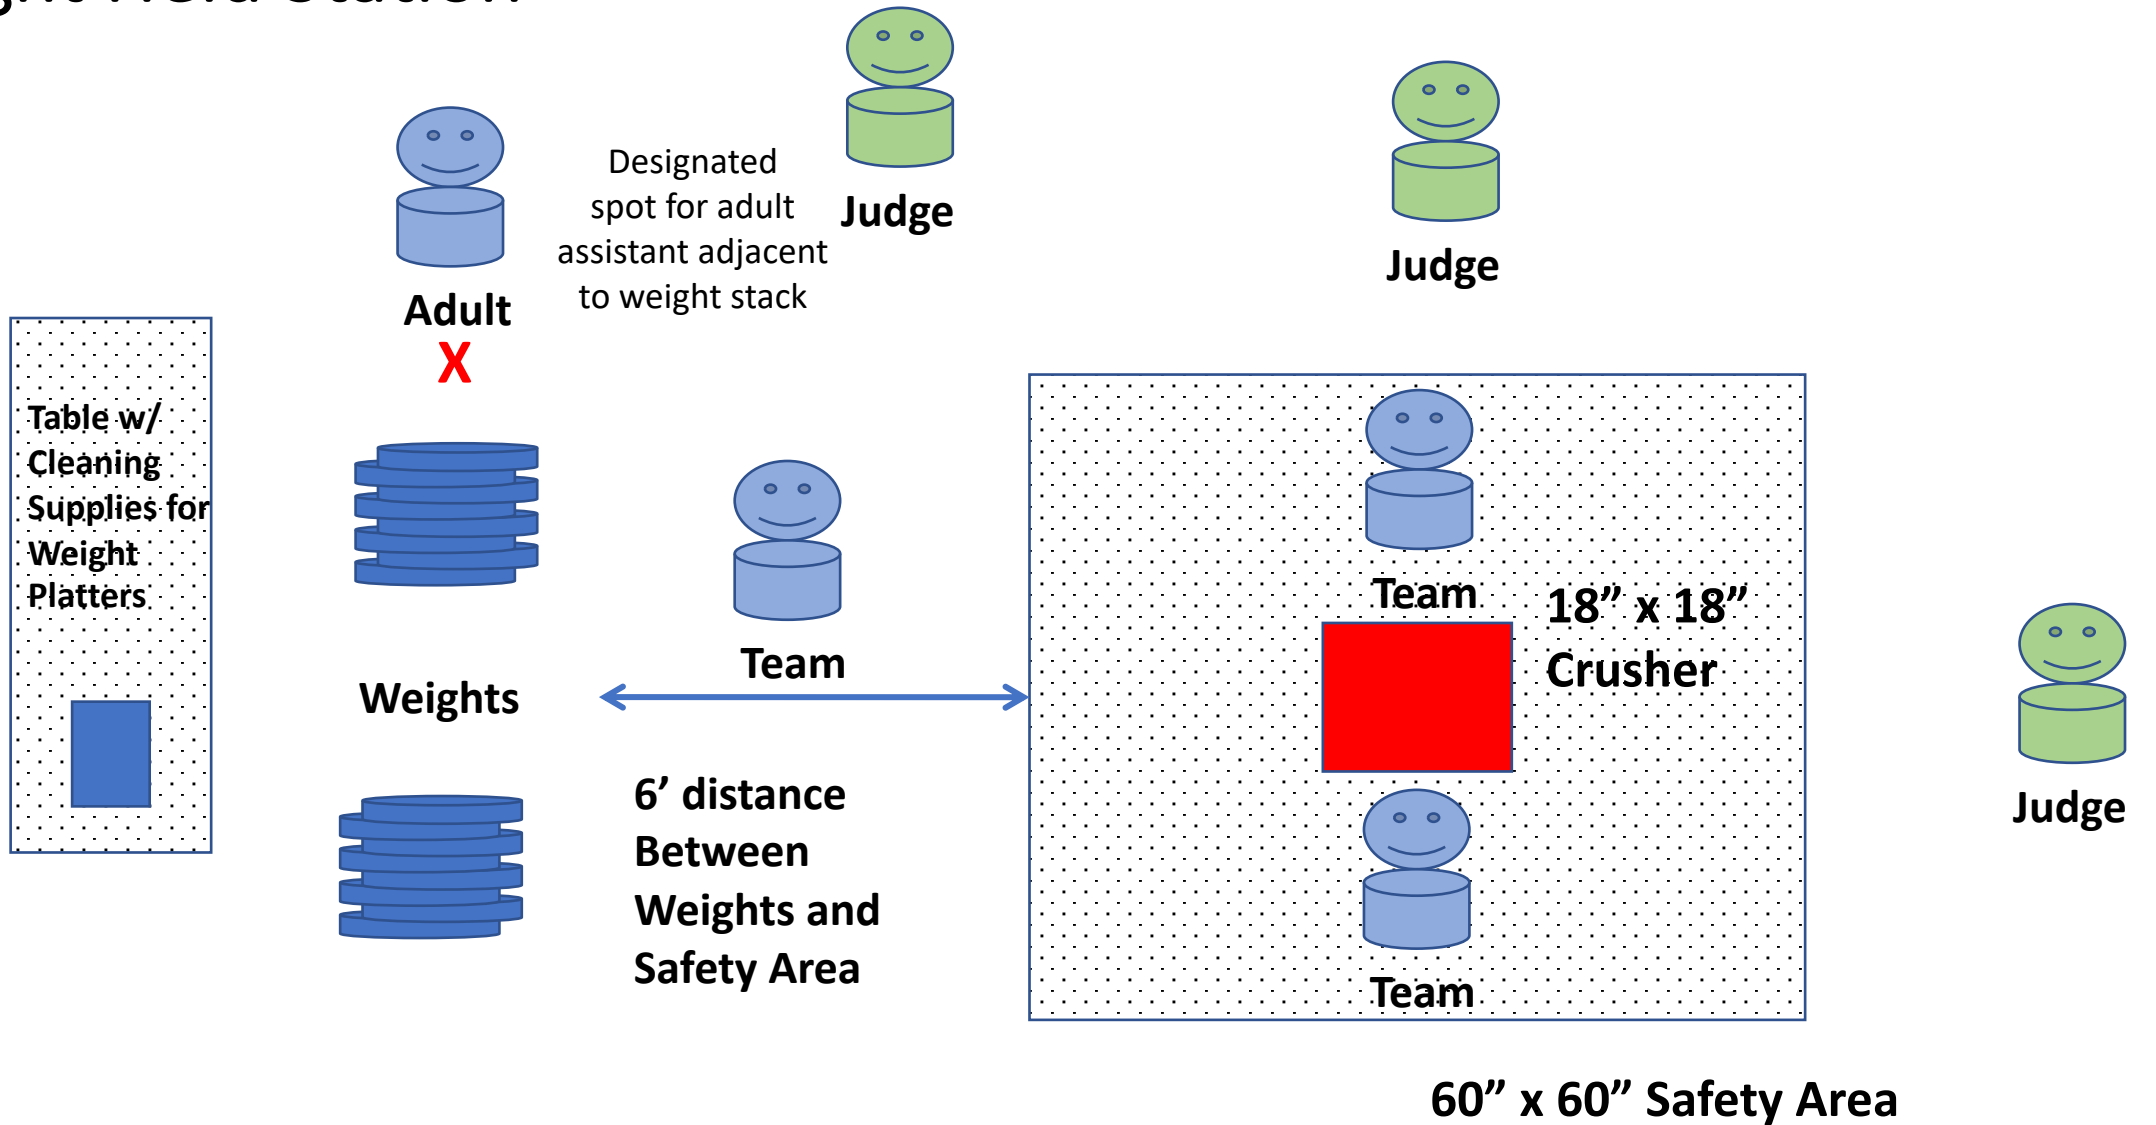 Station
Designated
spot for adult
assistant adjacent
to weight stack
Judge
Judge
Adult
X
Table w/
Cleaning
Supplies for
Weight
Platters
Team
Weights
6’ distance
Between
Weights and
Safety Area
Team
18” x 18”
Crusher
Team
Judge
60” x 60” Safety Area